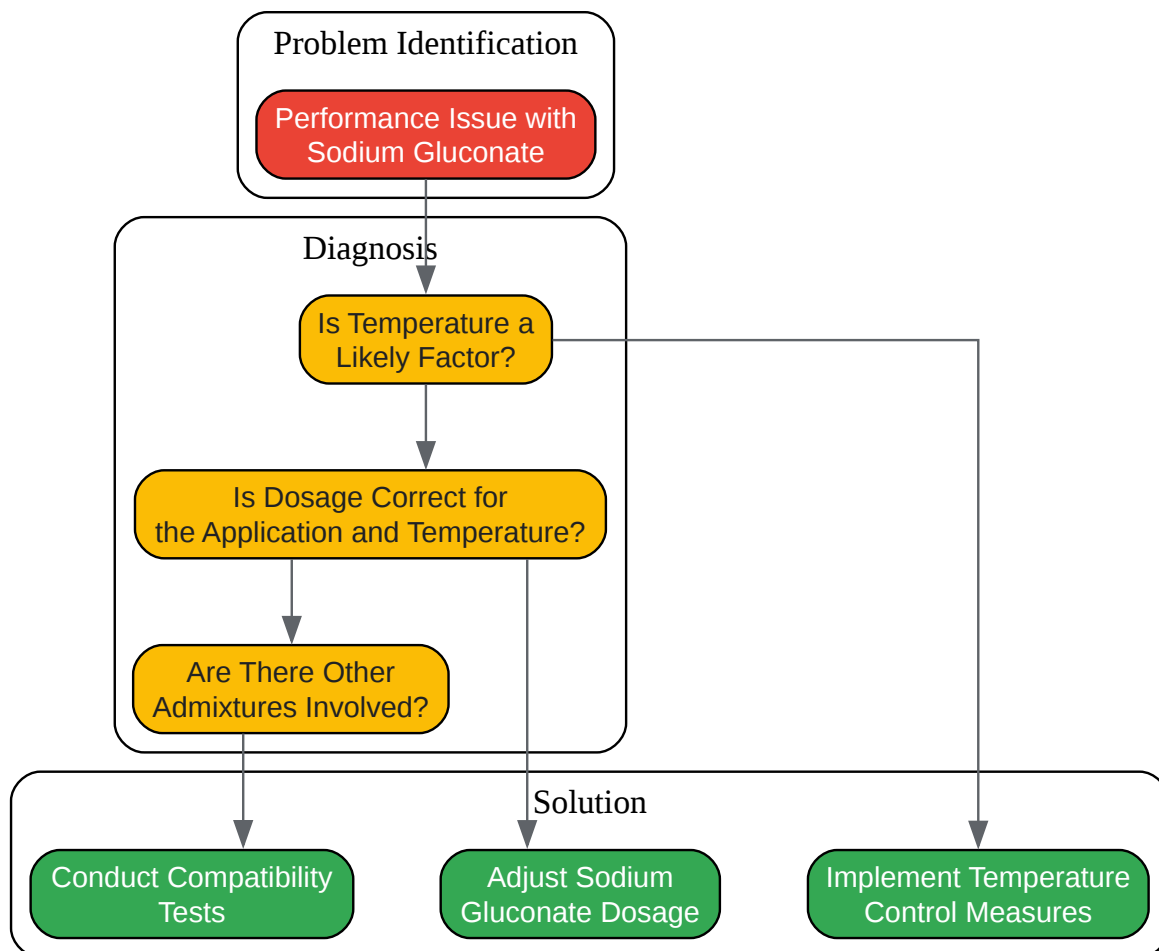 Problem Identification
Performance Issue with
Sodium Gluconate
Diagnosis
Is Temperature a
Likely Factor?
Is Dosage Correct for
the Application and Temperature?
Are There Other
Admixtures Involved?
Solution
Conduct Compatibility
Tests
Adjust Sodium
Gluconate Dosage
Implement Temperature
Control Measures